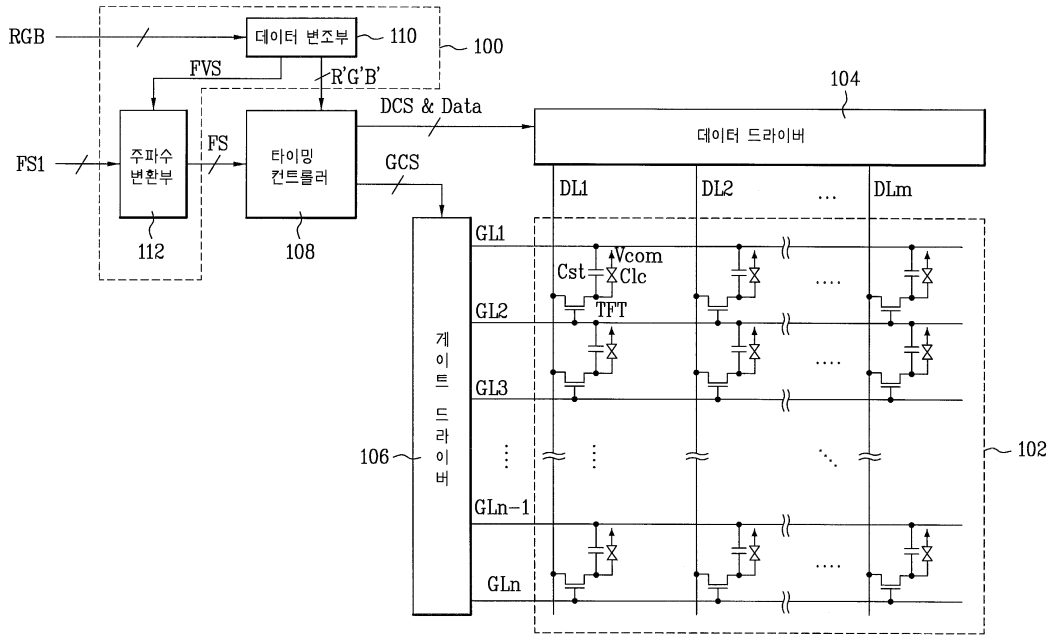 RGB
데이터 변조부
110
100
FVS
R'G'B'
104
DCS & Data
데이터 드라이버
FS1
주파수
변환부
FS
타이밍
컨트롤러
GCS
DL1
DL2
...
DLm
112
108
GL1
Vcom
Cst
Clc
....
GL2
TFT
....
GL3
게이트 드라이버
106
102
GLn-1
....
GLn